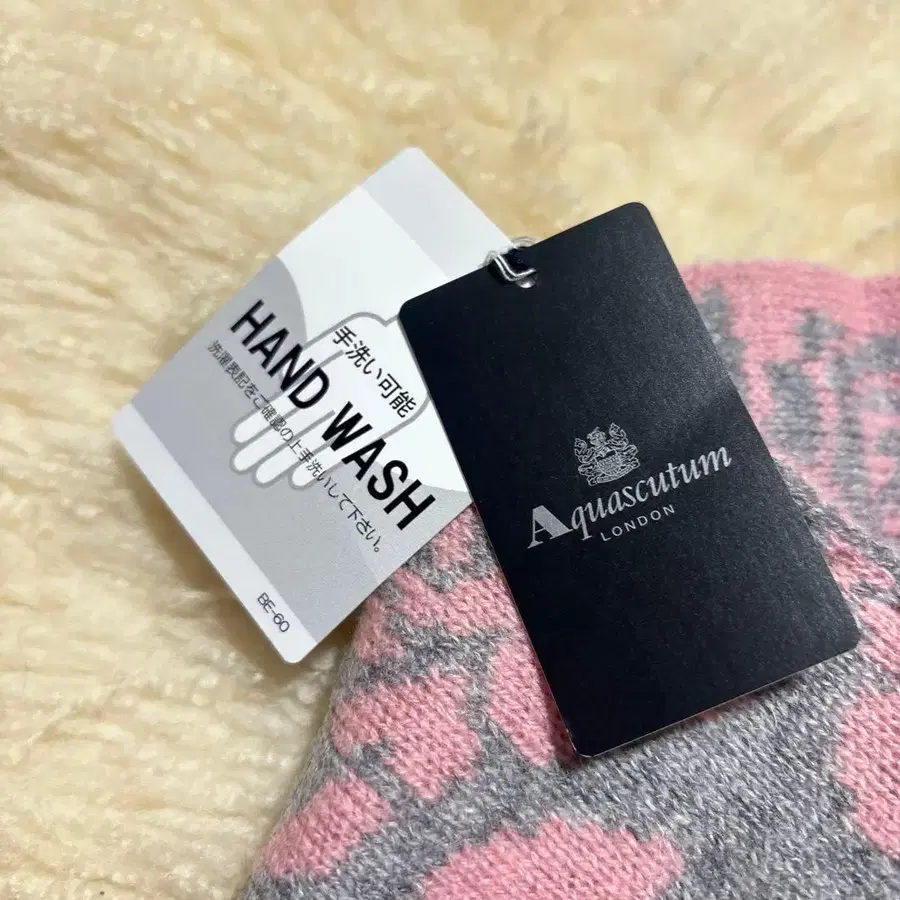 手洗い可能
HAND WASH
洗濯表記をご確認の上手洗いして下さい。
BE-60
Aquascutum
LONDON